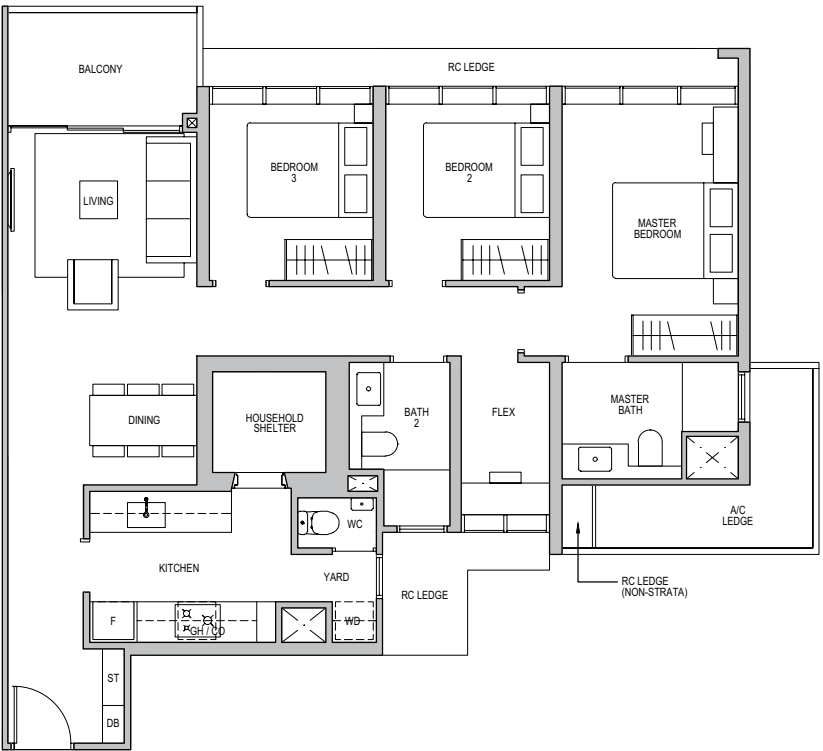 BALCONY
RC LEDGE
BEDROOM
3
BEDROOM
2
LIVING
MASTER
BEDROOM
DINING
HOUSEHOLD
SHELTER
BATH
2
FLEX
MASTER
BATH
WC
A/C
LEDGE
KITCHEN
YARD
RC LEDGE
RC LEDGE
(NON-STRATA)
F
GH / CO
WD
ST
DB